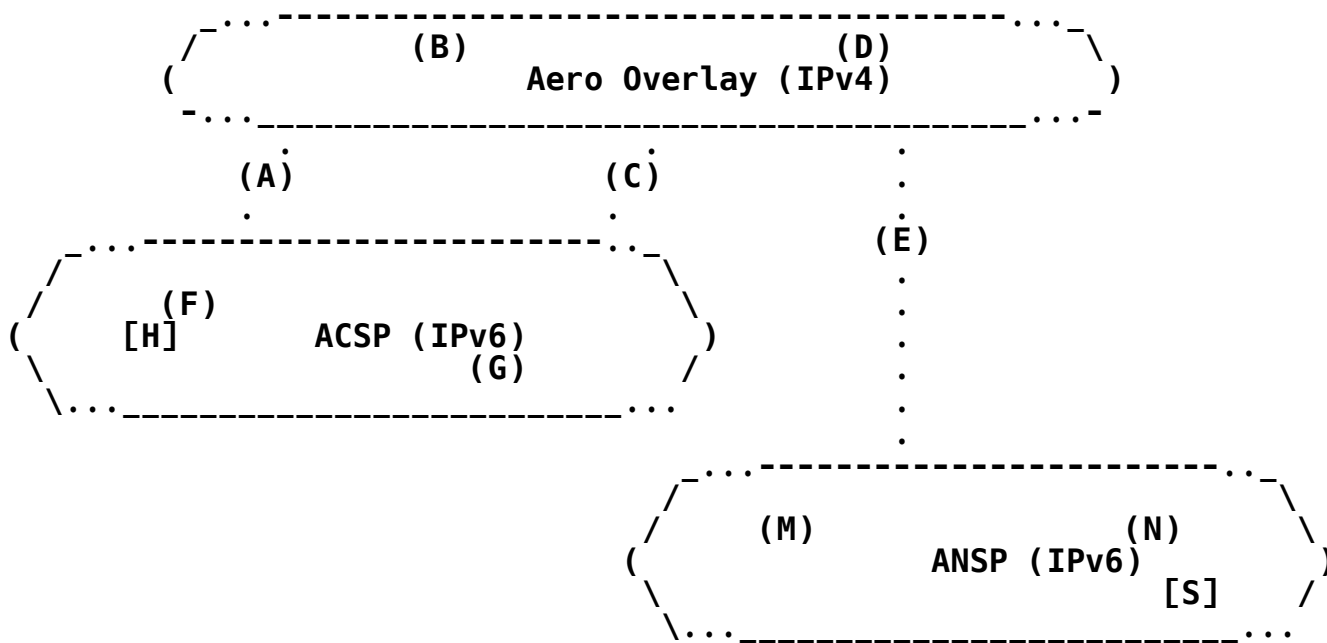 (B) (D)
Aero Overlay (IPv4)
(A) (C)
(E)
(F)
[H] ACSP (IPv6)
(G)
(M) (N)
ANSP (IPv6)
[S]